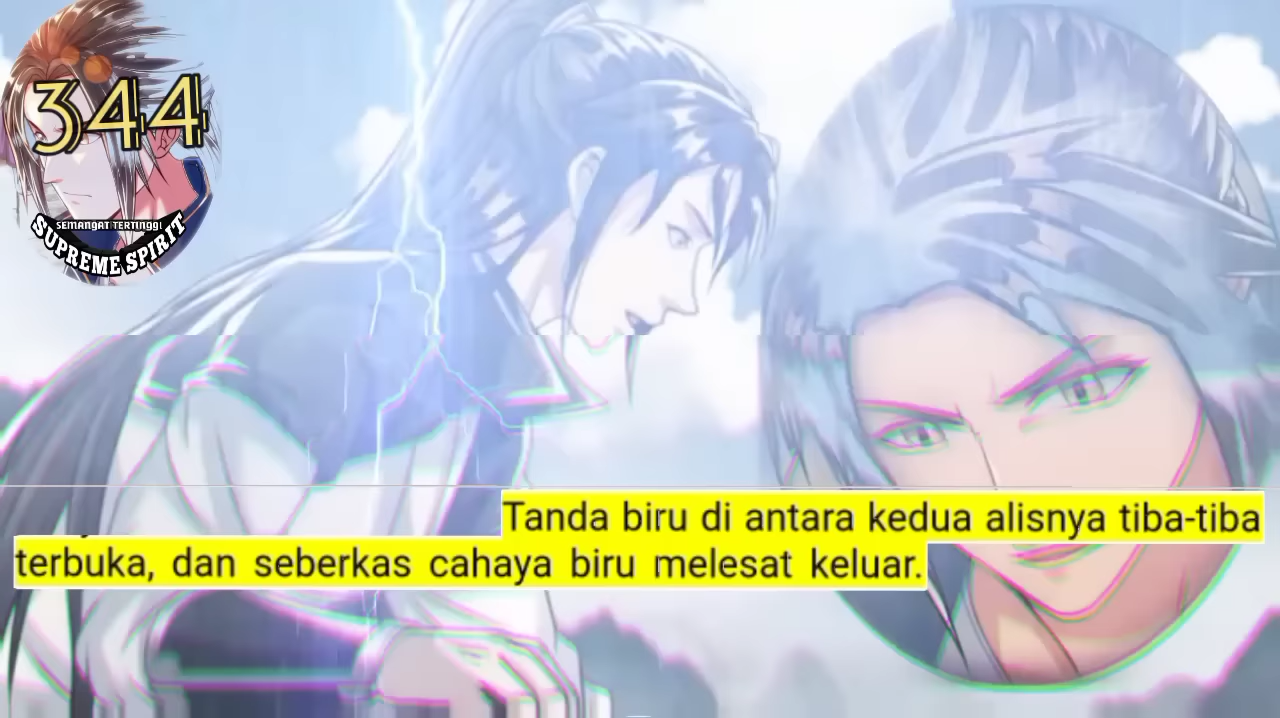 344
SEMANGAT TERTINGGI
SUPREME SPIRIT
Tanda biru di antara kedua alisnya tiba-tiba
terbuka, dan seberkas cahaya biru melesat keluar.